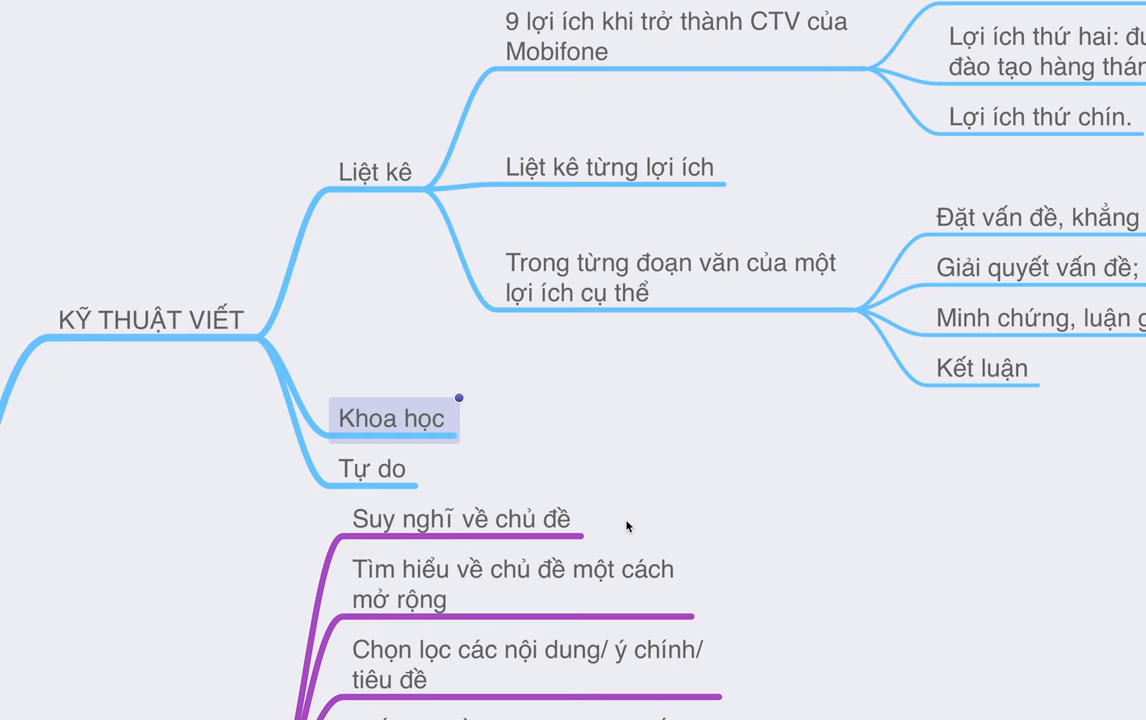 9 lợi ích khi trở thành CTV của
Mobifone
Lợi ích thứ hai:
đào tạo hàng
Lợi ích thứ chín.
Liệt kê
Liệt kê từng lợi ích
Trong từng đoạn văn của một
lợi ích cụ thể
Đặt vấn đề, khẳng
Giải quyết vấn đề;
Minh chứng, luận
Kết luận
KỸ THUẬT VIẾT
Khoa học
Tự do
Suy nghĩ về chủ đề
Tìm hiểu về chủ đề một cách
mở rộng
Chọn lọc các nội dung/ ý chính/
tiêu đề